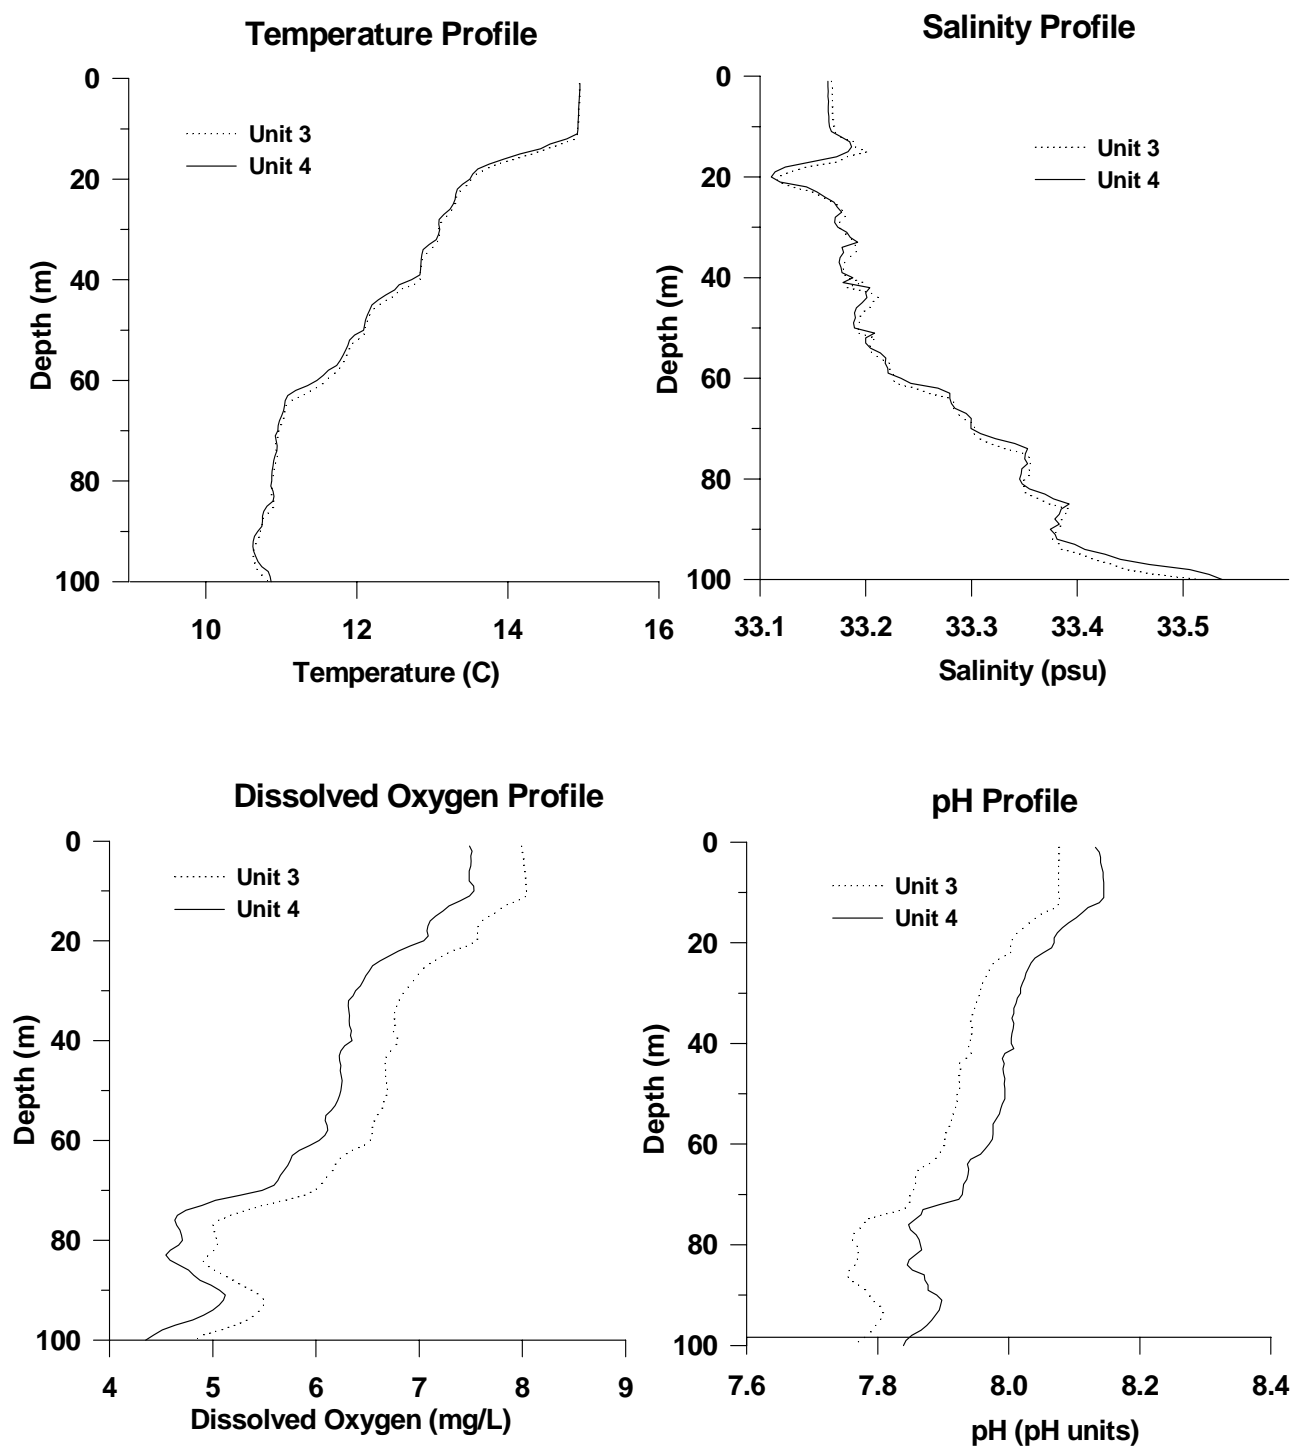 Temperature Profile
0
20
40
60
80
100
Depth (m)
Unit 3
Unit 4
10
12
14
16
Temperature (C)
Salinity Profile
0
20
40
60
80
100
Depth (m)
Unit 3
Unit 4
33.1
33.2
33.3
33.4
33.5
Salinity (psu)
Dissolved Oxygen Profile
0
20
40
60
80
100
Depth (m)
Unit 3
Unit 4
4
5
6
7
8
9
Dissolved Oxygen (mg/L)
pH Profile
0
20
40
60
80
100
Depth (m)
Unit 3
Unit 4
7.6
7.8
8.0
8.2
8.4
pH (pH units)